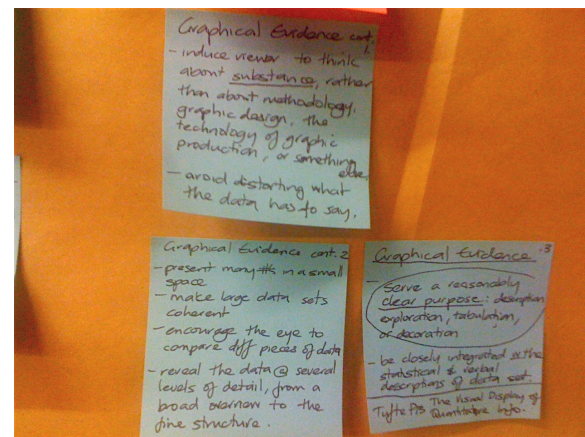 Graphical Evidence cont.
1.
- induce viewer to think
about substance, rather
than about methodology,
graphic design, the
technology of graphic
production, or something
else.
- avoid distorting what
the data has to say.
Graphical Evidence cont. 2
- present many #s in a small
space
- make large data sets
coherent
- encourage the eye to
compare diff pieces of data
- reveal the data @ several
levels of detail, from a
broad overview to the
fine structure.
Graphical Evidence .3
- serve a reasonably
clear purpose: description
exploration, tabulation,
or decoration
- be closely integrated the
statistical & verbal
descriptions of data set.
Tufte The Visual Display of
Quantitative Info.